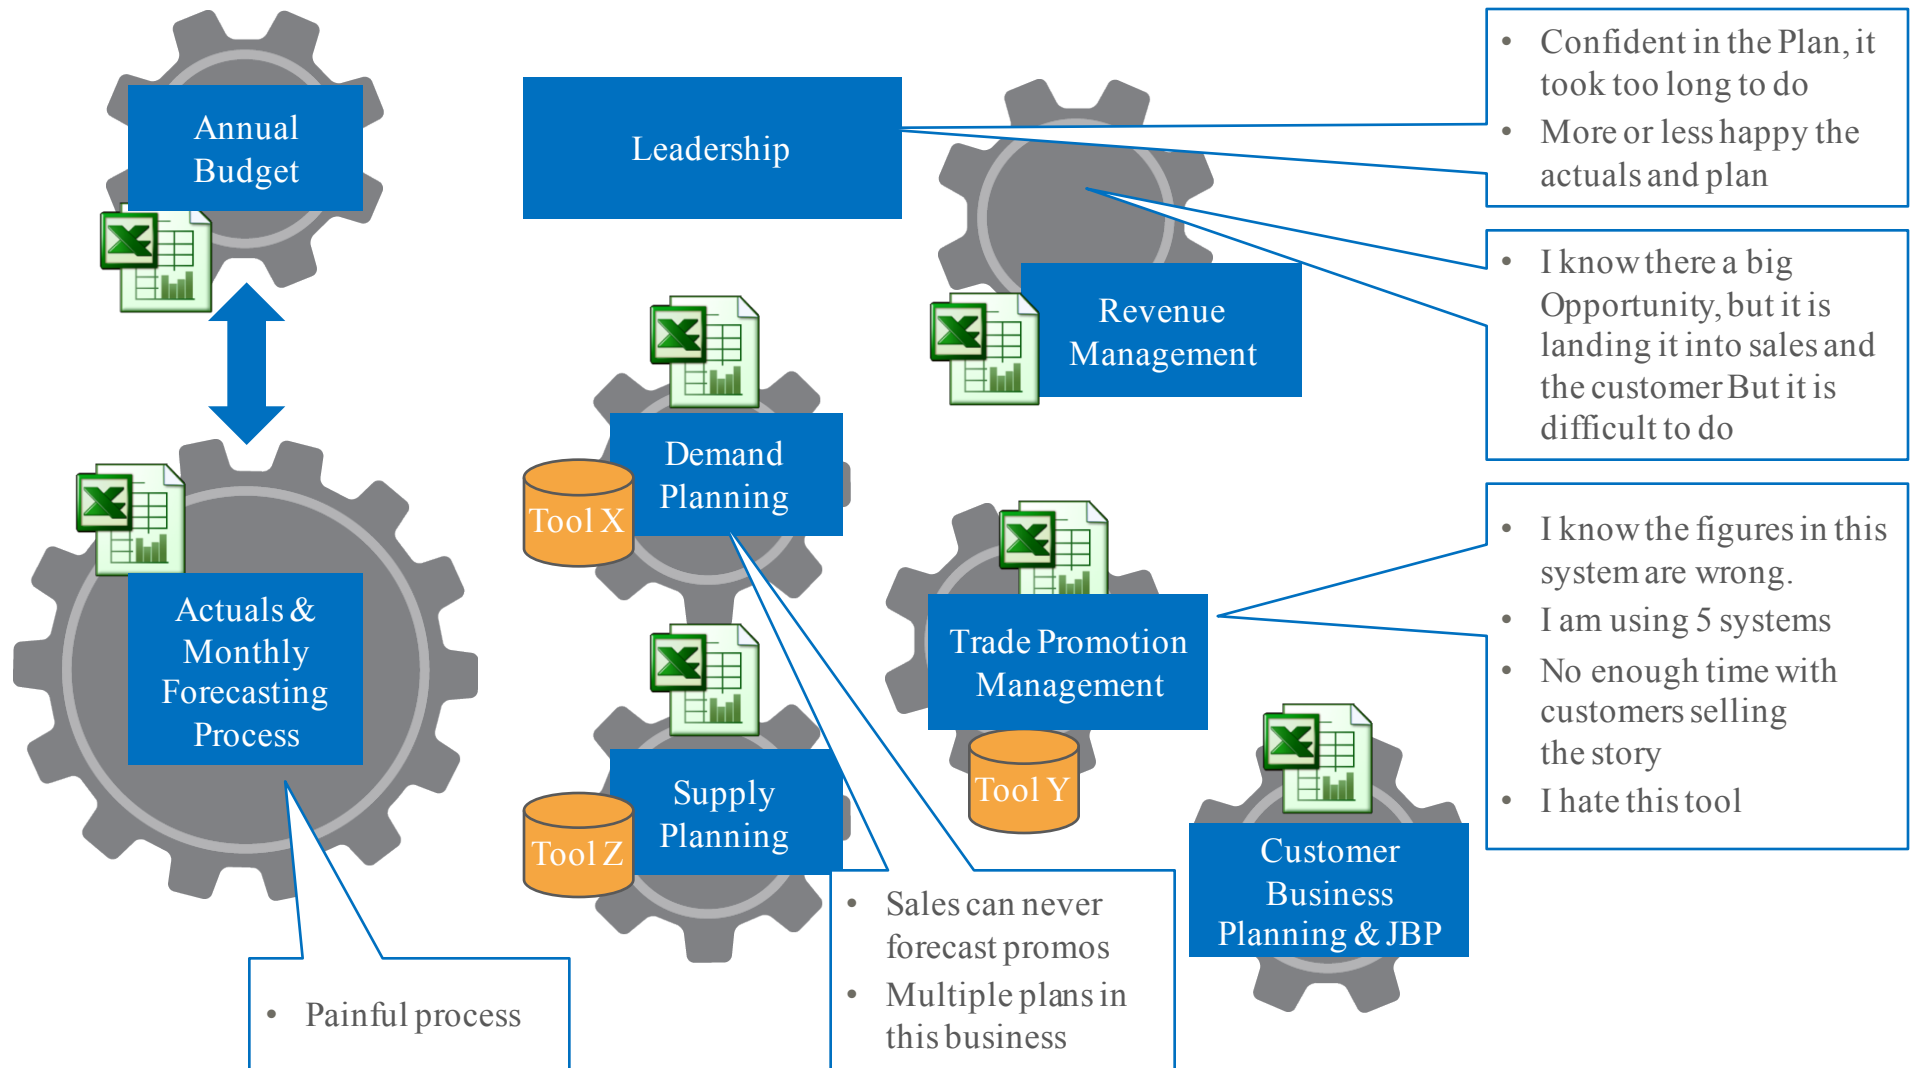 Annual
Budget
Leadership
• Confident in the Plan, it
took too long to do
• More or less happy the
actuals and plan
Revenue
Management
• I know there a big
Opportunity, but it is
landing it into sales and
the customer But it is
difficult to do
Demand
Planning
Tool X
Actuals &
Monthly
Forecasting
Process
Trade Promotion
Management
Tool Y
• I know the figures in this
system are wrong.
• I am using 5 systems
• No enough time with
customers selling
the story
• I hate this tool
Supply
Planning
Tool Z
Customer
Business
Planning & JBP
• Painful process
• Sales can never
forecast promos
• Multiple plans in
this business